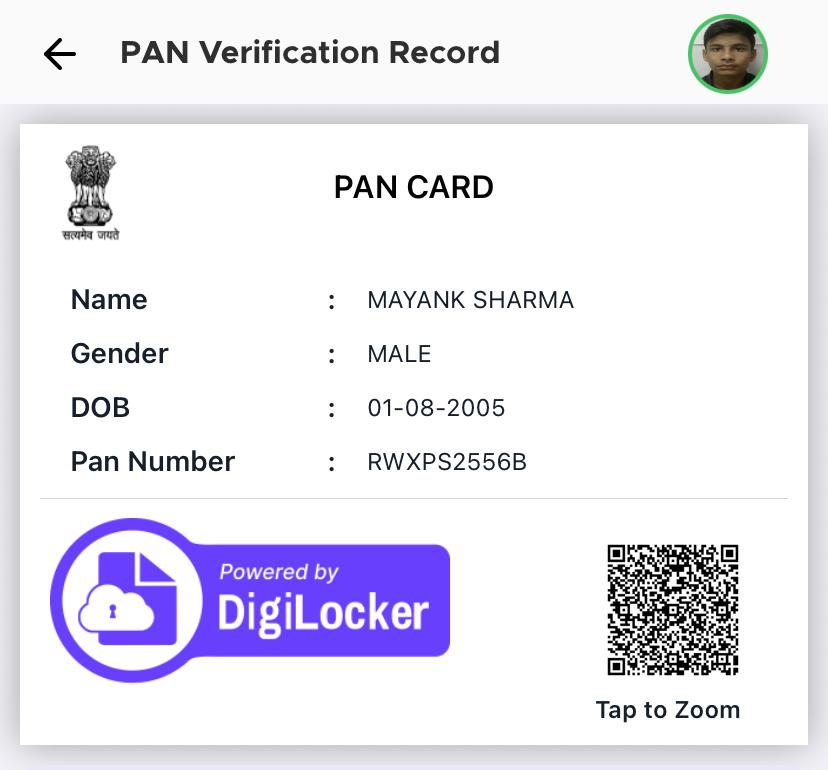 PAN Verification Record
सत्यमेव जयते
PAN CARD
Name : MAYANK SHARMA
Gender : MALE
DOB : 01-08-2005
Pan Number : RWXPS2556B
Powered by
DigiLocker
Tap to Zoom